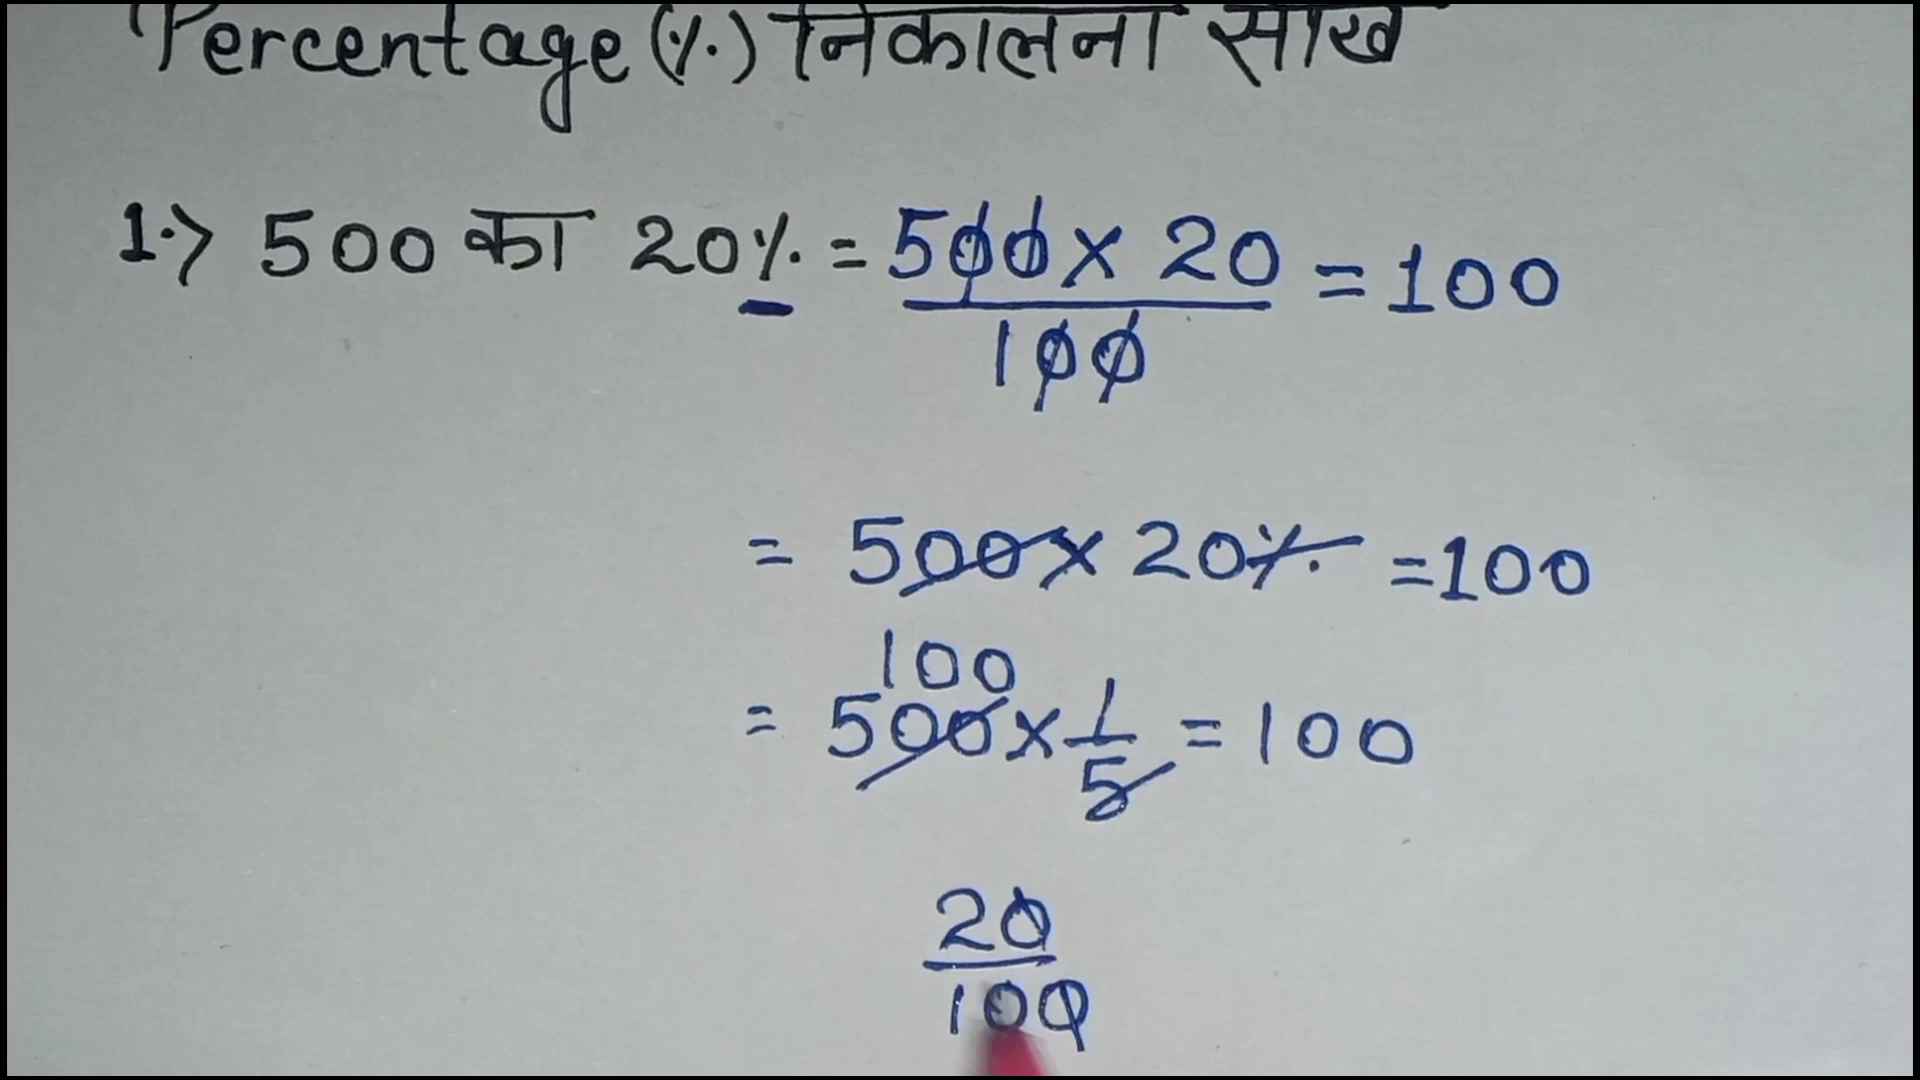 Percentage (%) निकालना सीखें
1.> 500 का 20% = 500 x 20 = 100
100
= 500 x 20% = 100
100
= 500 x 1/5 = 100
20
100